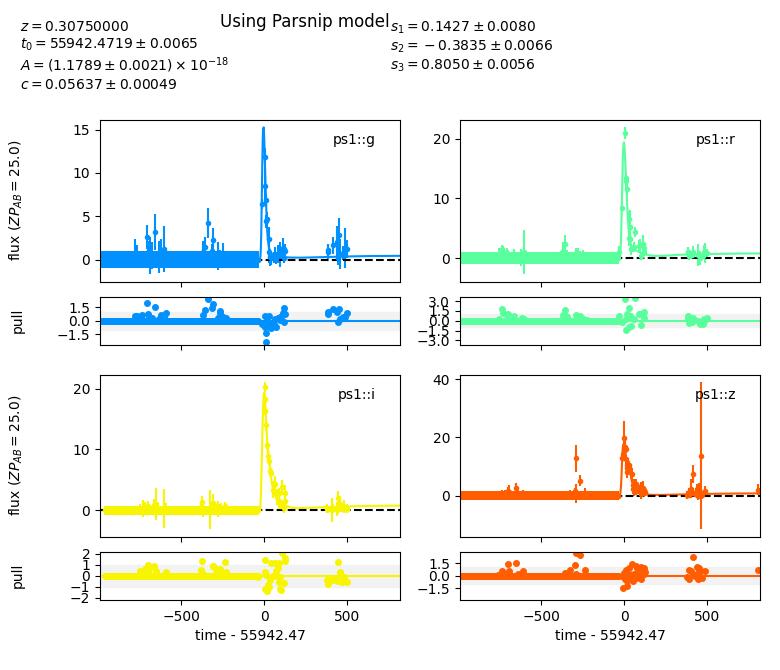 Using Parsnip model
z = 0.30750000
t0 = 55942.4719 ± 0.0065
A = (1.1789 ± 0.0021) × 10^−18
c = 0.05637 ± 0.00049
s1 = 0.1427 ± 0.0080
s2 = −0.3835 ± 0.0066
s3 = 0.8050 ± 0.0056
flux (ZPAB = 25.0)
15
10
5
0
ps1::g
20
10
0
ps1::r
pull
1.5
0.0
−1.5
3.0
1.5
0.0
−1.5
−3.0
flux (ZPAB = 25.0)
20
10
0
ps1::i
40
20
0
ps1::z
pull
2
1
0
−1
−2
1.5
0.0
−1.5
−500 0 500
−500 0 500
time - 55942.47
time - 55942.47